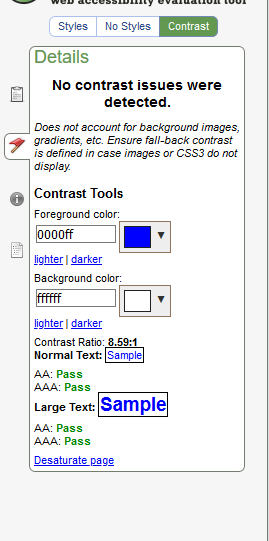 web accessibility evaluation tool
Styles No Styles Contrast
Details
No contrast issues were
detected.
Does not account for background images,
gradients, etc. Ensure fall-back contrast
is defined in case images or CSS3 do not
display.
Contrast Tools
Foreground color:
0000ff
lighter | darker
Background color:
ffffff
lighter | darker
Contrast Ratio: 8.59:1
Normal Text: Sample
AA: Pass
AAA: Pass
Large Text: Sample
AA: Pass
AAA: Pass
Desaturate page